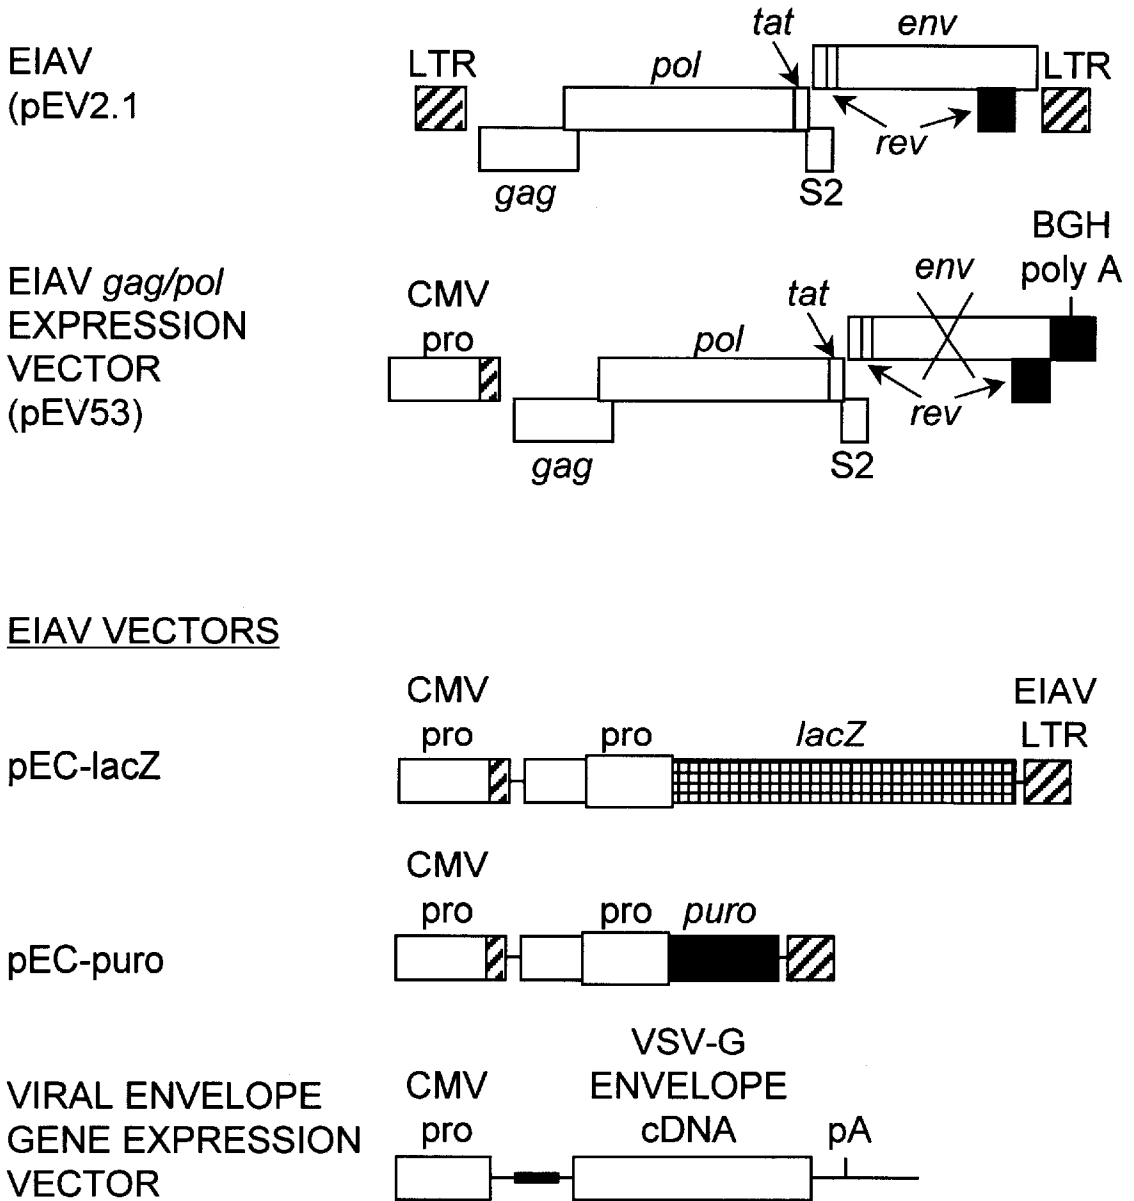 EIAV
(pEV2.1
LTR
gag
pol
tat
S2
env
rev
LTR
EIAV gag/pol
EXPRESSION
VECTOR
(pEV53)
CMV
pro
gag
pol
tat
S2
env
rev
BGH
poly A
EIAV VECTORS
pEC-lacZ
CMV
pro
pro
lacZ
EIAV
LTR
pEC-puro
CMV
pro
pro
puro
VIRAL ENVELOPE
GENE EXPRESSION
VECTOR
CMV
pro
VSV-G
ENVELOPE
cDNA
pA